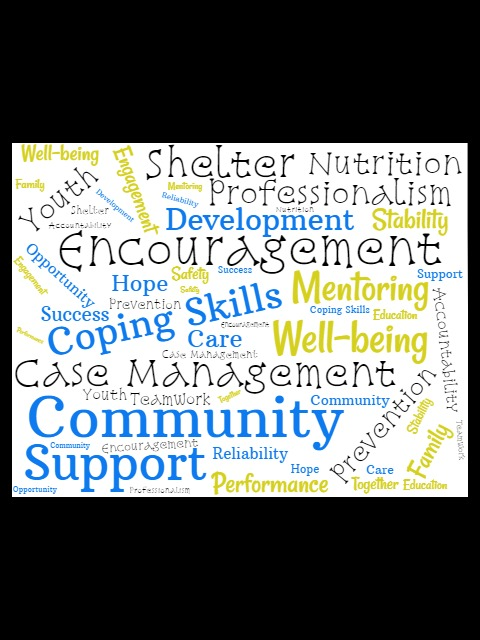 Well-being
Engagement
Shelter
Nutrition
Family
Youth
Development
Mentoring
Reliability
Professionalism
Shelter
Accountability
Nutrition
Development
Stability
Encouragement
Opportunity
Engagement
Hope
Safety
Success
Safety
Mentoring
Support
Prevention
Success
Coping Skills
Encouragement
Coping Skills
Education
Accountability
Performance
Care
Well-being
Case Management
Case Management
Youth
TeamWork
Together
Community
Prevention
Stability
TeamWork
Community
Community
Encouragement
Support
Reliability
Family
Hope
Care
Opportunity
Professionalism
Performance
Together
Education